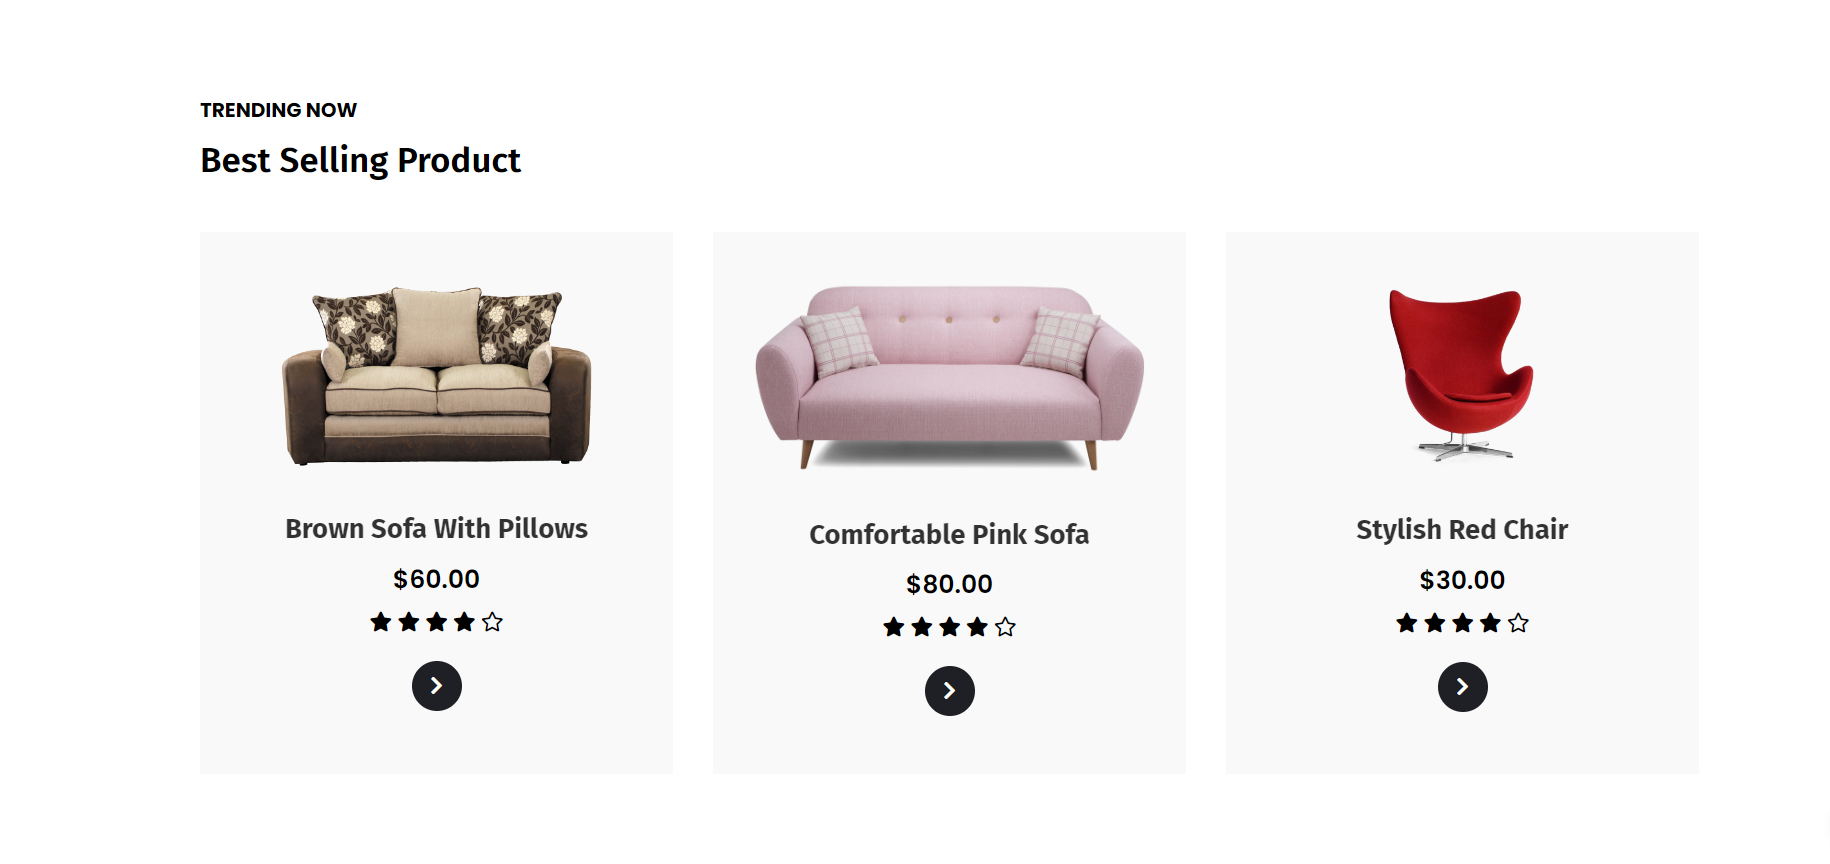 TRENDING NOW
Best Selling Product
Brown Sofa With Pillows
$60.00
Comfortable Pink Sofa
$80.00
Stylish Red Chair
$30.00